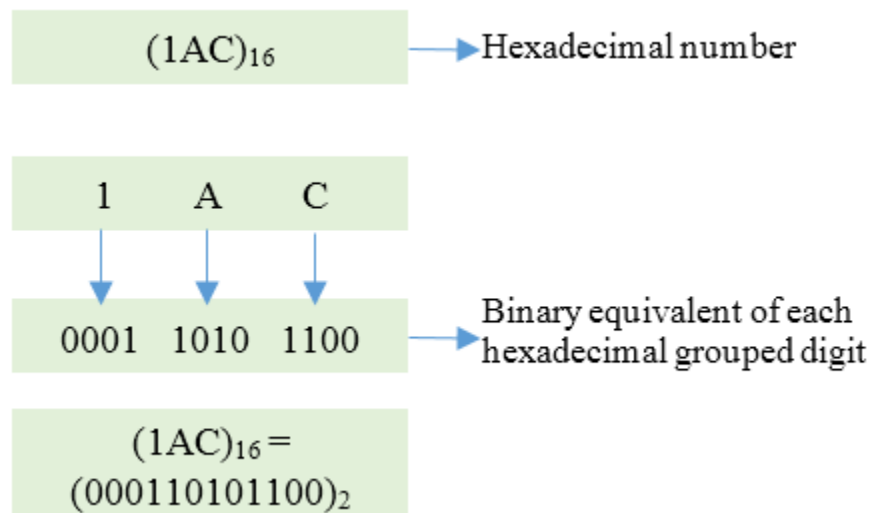 (1AC)₁₆
Hexadecimal number
1 A C
0001 1010 1100
Binary equivalent of each
hexadecimal grouped digit
(1AC)₁₆ =
(000110101100)₂